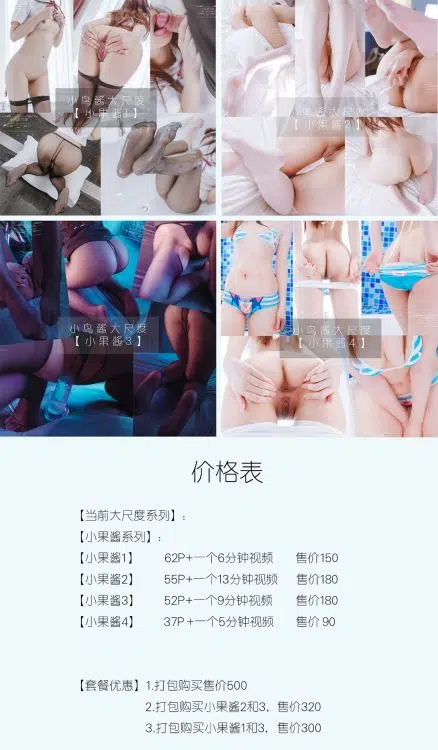 小鸟酱大尺度
【小果酱1】
小鸟酱大尺度
【小果酱2】
小鸟酱大尺度
【小果酱3】
小鸟酱大尺度
【小果酱4】
价格表
【当前大尺度系列】：
【小果酱系列】：
【小果酱1】 62P+一个6分钟视频 售价150
【小果酱2】 55P+一个13分钟视频 售价180
【小果酱3】 52P+一个9分钟视频 售价180
【小果酱4】 37P+一个5分钟视频 售价 90
【套餐优惠】1.打包购买售价500
2.打包购买小果酱2和3，售价320
3.打包购买小果酱1和3，售价300